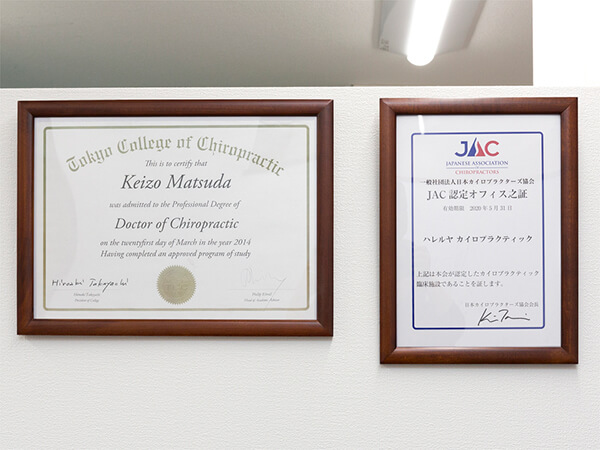 Tokyo College of Chiropractic
This is to certify that
Keizo Matsuda
was admitted to the Professional Degree of
Doctor of Chiropractic
on the twentyfirst day of March in the year 2014
Having completed an approved program of study
Hiroaki Takeyachi
JAC
JAPANESE ASSOCIATION
CHIROPRACTORS
一般社団法人日本カイロプラクターズ協会
JAC 認定オフィス之証
有効期限 2020年5月31日
ハレルヤ カイロプラクティック
上記は本会が認定したカイロプラクティック
臨床施設であることを証します。
日本カイロプラクターズ協会会長